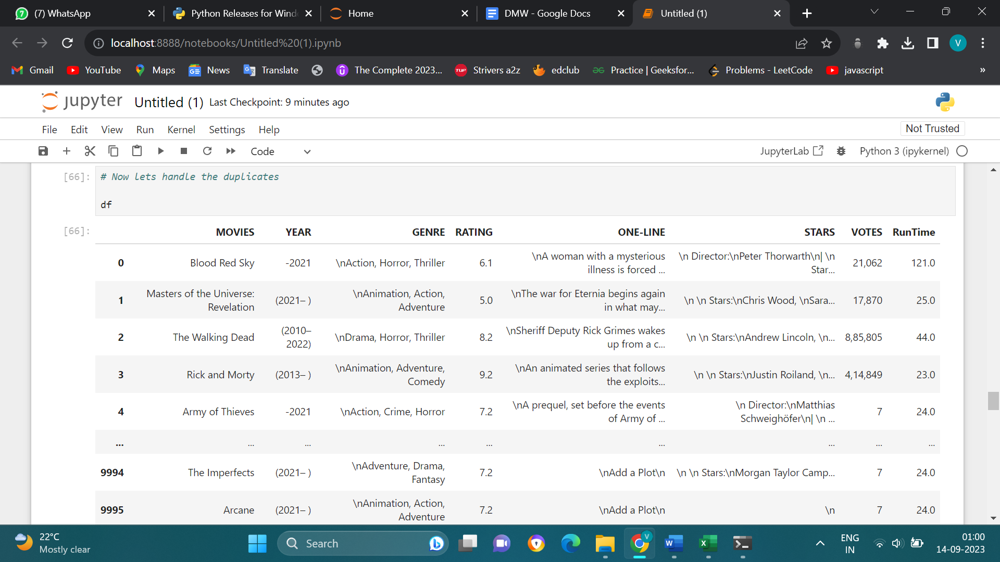 (7) WhatsApp
Python Releases for Wind
Home
DMW - Google Docs
Untitled (1)
localhost:8888/notebooks/Untitled%20(1).ipynb
V
Gmail
YouTube
Maps
News
Translate
The Complete 2023...
Strivers a2z
edclub
Practice | Geeksfor...
Problems - LeetCode
javascript
»
jupyter Untitled (1) Last Checkpoint: 9 minutes ago
File Edit View Run Kernel Settings Help
Not Trusted
Code
JupyterLab
Python 3 (ipykernel)
[66]: # Now lets handle the duplicates
df
[66]: MOVIES YEAR GENRE RATING ONE-LINE STARS VOTES RunTime
0 Blood Red Sky -2021 \nAction, Horror, Thriller 6.1 \nA woman with a mysterious illness is forced ... \n Director:\nPeter Thorwarth\n| \n Star... 21,062 121.0
1 Masters of the Universe: Revelation (2021– ) \nAnimation, Action, Adventure 5.0 \nThe war for Eternia begins again in what may... \n \n Stars:\nChris Wood, \nSara... 17,870 25.0
2 The Walking Dead (2010– 2022) \nDrama, Horror, Thriller 8.2 \nSheriff Deputy Rick Grimes wakes up from a c... \n \n Stars:\nAndrew Lincoln, \n... 8,85,805 44.0
3 Rick and Morty (2013– ) \nAnimation, Adventure, Comedy 9.2 \nAn animated series that follows the exploits... \n \n Stars:\nJustin Roiland, \n... 4,14,849 23.0
4 Army of Thieves -2021 \nAction, Crime, Horror 7.2 \nA prequel, set before the events of Army of ... \n Director:\nMatthias Schweighöfer\n| \n ... 7 24.0
... ... ... ... ... ... ... ... ...
9994 The Imperfects (2021– ) \nAdventure, Drama, Fantasy 7.2 \nAdd a Plot\n \n \n Stars:\nMorgan Taylor Camp... 7 24.0
9995 Arcane (2021– ) \nAnimation, Action, Adventure 7.2 \nAdd a Plot\n \n 7 24.0
22°C
Mostly clear
Search
ENG
IN
01:00
14-09-2023